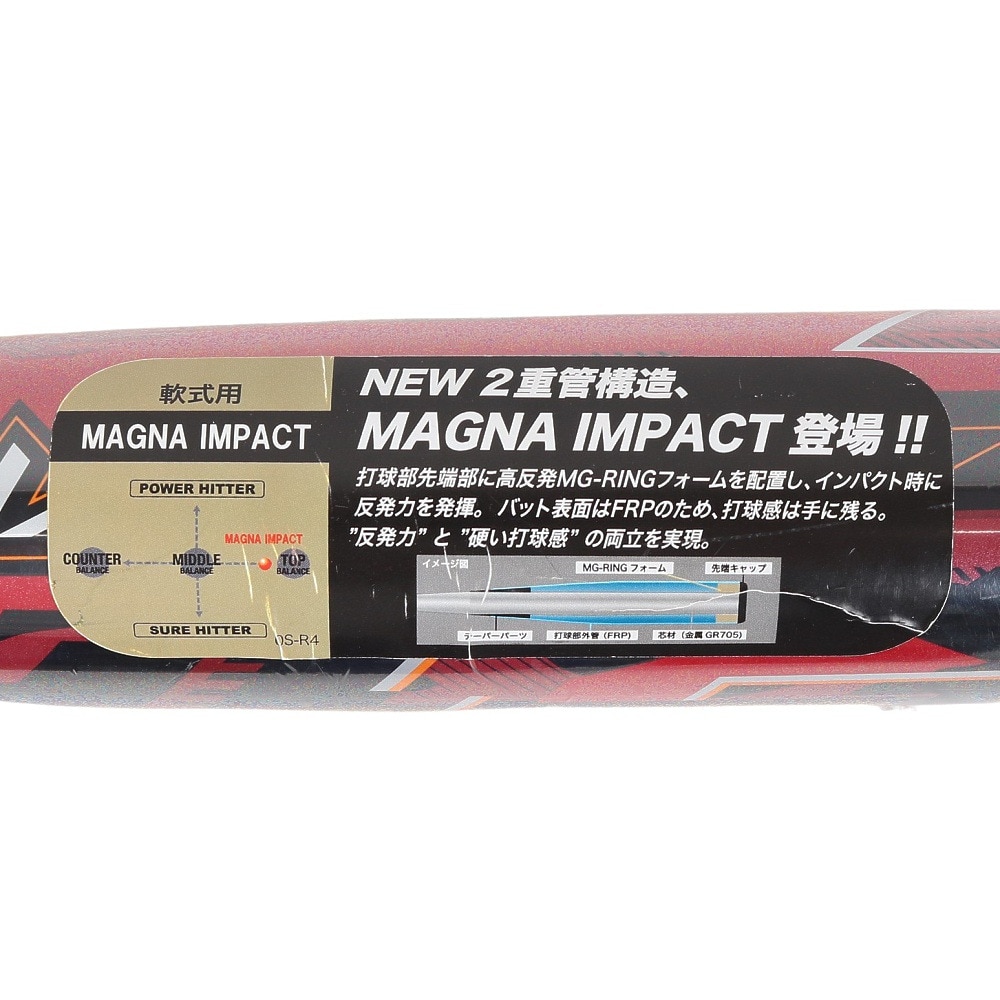 軟式用
MAGNA IMPACT
POWER HITTER
MAGNA IMPACT
COUNTER
BALANCE
MIDDLE
BALANCE
TOP
BALANCE
SURE HITTER
QS-R4
NEW 2重管構造、
MAGNA IMPACT 登場 !!
打球部先端部に高反発MG-RINGフォームを配置し、インパクト時に
反発力を発揮。 バット表面はFRPのため、打球感は手に残る。
"反発力" と "硬い打球感" の両立を実現。
イメージ図
MG-RING フォーム
先端キャップ
テーパーパーツ
打球部外管 (FRP)
芯材 (金属 GR705)